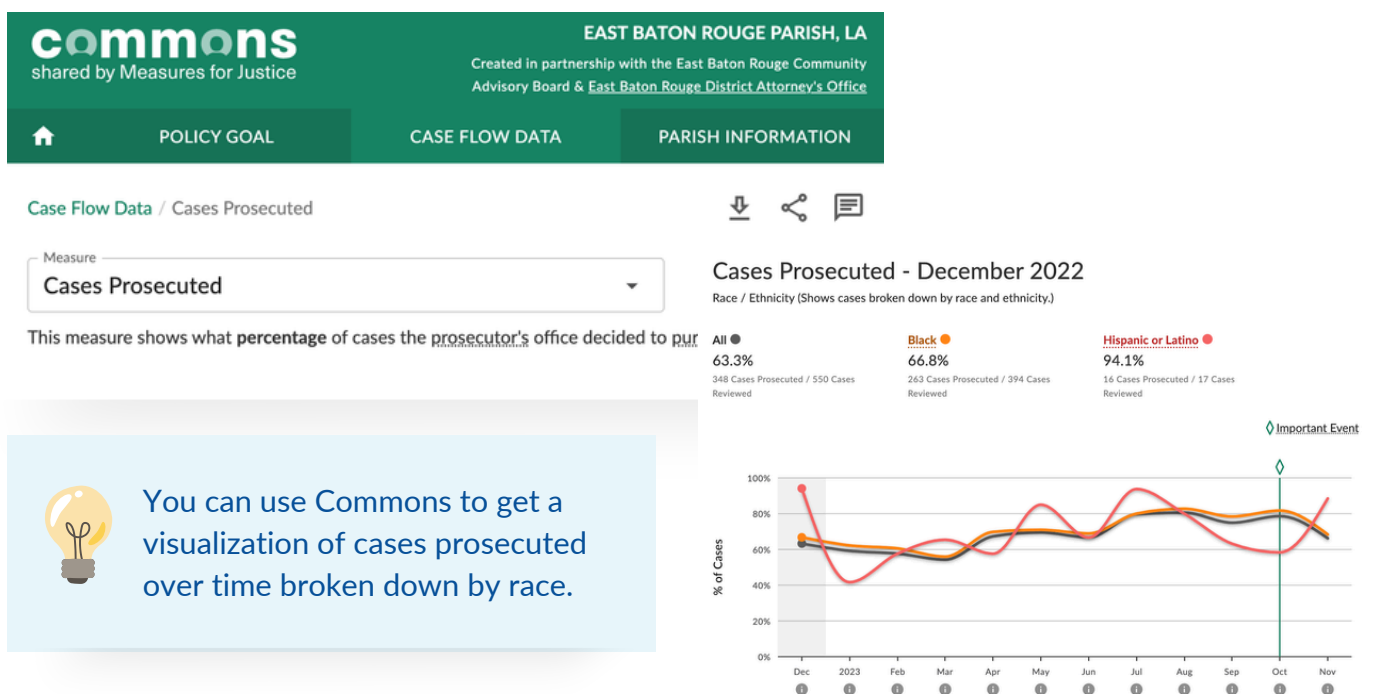 commons
shared by Measures for Justice
EAST BATON ROUGE PARISH, LA
Created in partnership with the East Baton Rouge Community
Advisory Board & East Baton Rouge District Attorney's Office
POLICY GOAL
CASE FLOW DATA
PARISH INFORMATION
Case Flow Data / Cases Prosecuted
Measure
Cases Prosecuted
This measure shows what percentage of cases the prosecutor's office decided to pur
You can use Commons to get a
visualization of cases prosecuted
over time broken down by race.
Cases Prosecuted - December 2022
Race / Ethnicity (Shows cases broken down by race and ethnicity.)
All
63.3%
348 Cases Prosecuted / 550 Cases
Reviewed
Black
66.8%
263 Cases Prosecuted / 394 Cases
Reviewed
Hispanic or Latino
94.1%
16 Cases Prosecuted / 17 Cases
Reviewed
Important Event
% of Cases
100%
80%
60%
40%
20%
0%
Dec 2023 Feb Mar Apr May Jun Jul Aug Sep Oct Nov